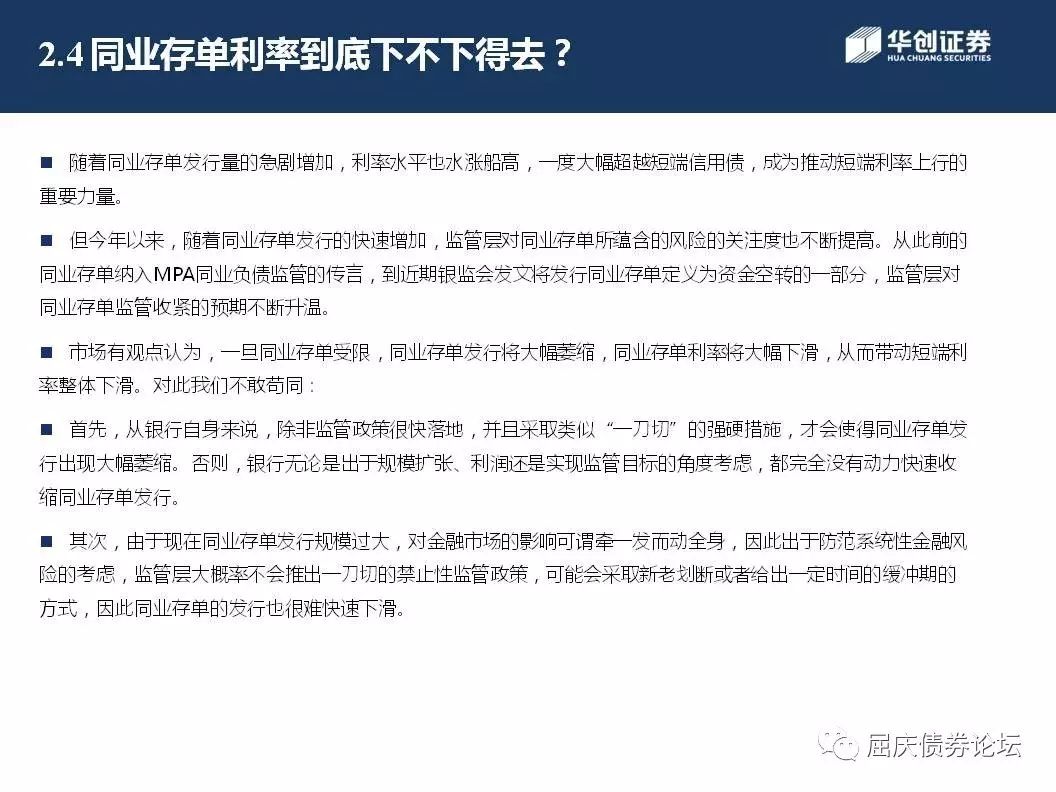 2.4 同业存单利率到底下不下得去？
华创证券
HUA CHUANG SECURITIES
■ 随着同业存单发行量的急剧增加，利率水平也水涨船高，一度大幅超越短端信用债，成为推动短端利率上行的
重要力量。
■ 但今年以来，随着同业存单发行的快速增加，监管层对同业存单所蕴含的风险的关注度也不断提高。从此前的
同业存单纳入MPA同业负债监管的传言，到近期银监会发文将发行同业存单定义为资金空转的一部分，监管层对
同业存单监管收紧的预期不断升温。
■ 市场有观点认为，一旦同业存单受限，同业存单发行将大幅萎缩，同业存单利率将大幅下滑，从而带动短端利
率整体下滑。对此我们不敢苟同：
■ 首先，从银行自身来说，除非监管政策很快落地，并且采取类似“一刀切”的强硬措施，才会使得同业存单发
行出现大幅萎缩。否则，银行无论是出于规模扩张、利润还是实现监管目标的角度考虑，都完全没有动力快速收
缩同业存单发行。
■ 其次，由于现在同业存单发行规模过大，对金融市场的影响可谓牵一发而动全身，因此出于防范系统性金融风
险的考虑，监管层大概率不会推出一刀切的禁止性监管政策，可能会采取新老划断或者给出一定时间的缓冲期的
方式，因此同业存单的发行也很难快速下滑。
屈庆债券论坛